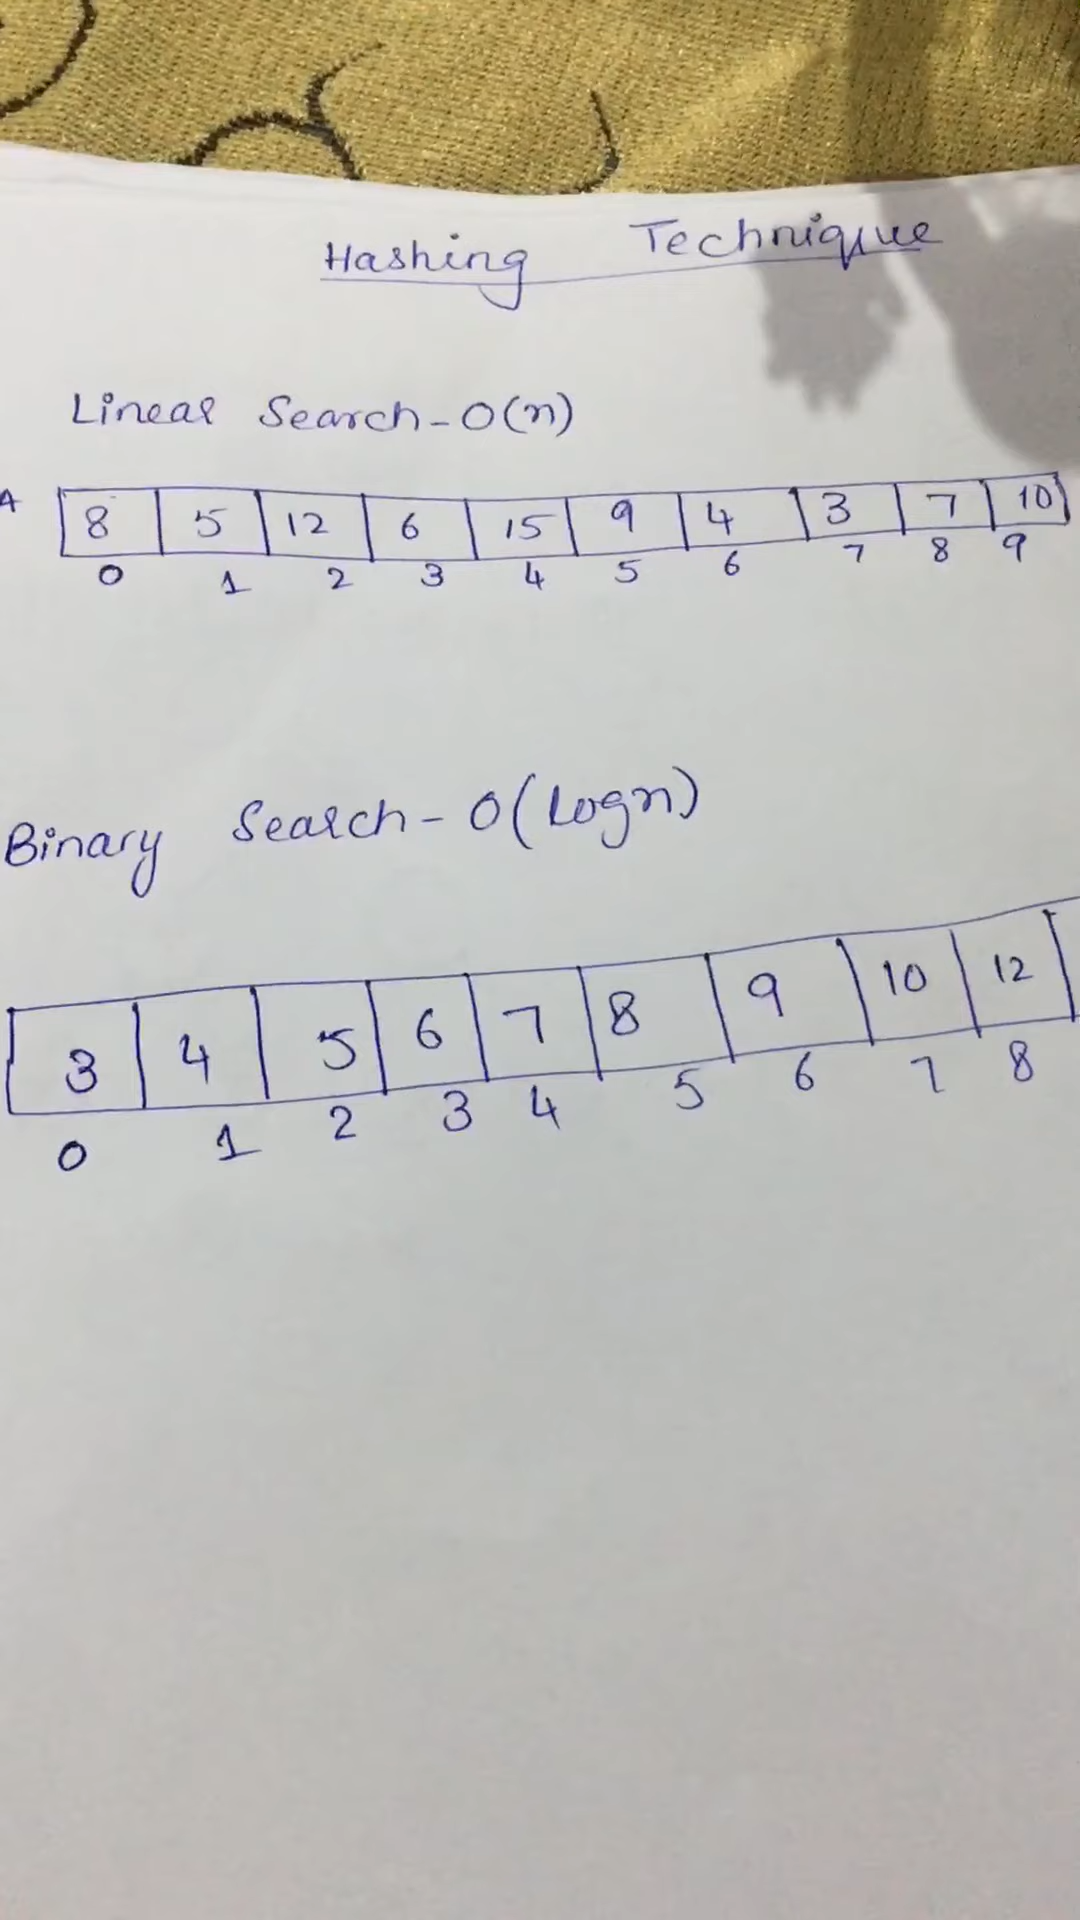 Hashing Technique
Linear Search - O(n)
A 8 5 12 6 15 9 4 3 7 10
0 1 2 3 4 5 6 7 8 9
Binary Search - O(Logn)
3 4 5 6 7 8 9 10 12
0 1 2 3 4 5 6 7 8